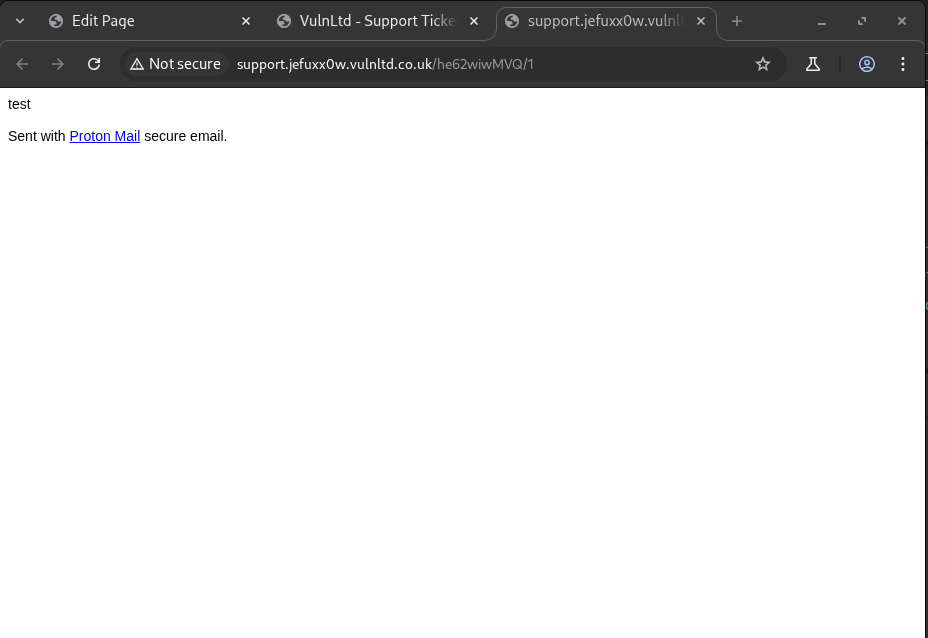 Edit Page
VulnLtd - Support Ticke
support.jefuxx0w.vulnlt
Not secure
support.jefuxx0w.vulnltd.co.uk/he62wiwMVQ/1
test
Sent with Proton Mail secure email.